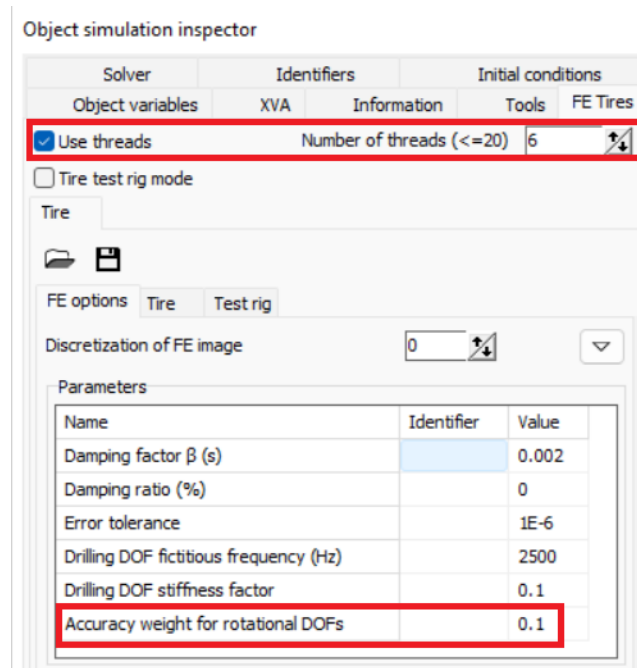 Object simulation inspector
Solver Identifiers Initial conditions
Object variables XVA Information Tools FE Tires
Use threads Number of threads (<=20) 6
Tire test rig mode
Tire
FE options Tire Test rig
Discretization of FE image 0
Parameters
Name Identifier Value
Damping factor β (s) 0.002
Damping ratio (%) 0
Error tolerance 1E-6
Drilling DOF fictitious frequency (Hz) 2500
Drilling DOF stiffness factor 0.1
Accuracy weight for rotational DOFs 0.1